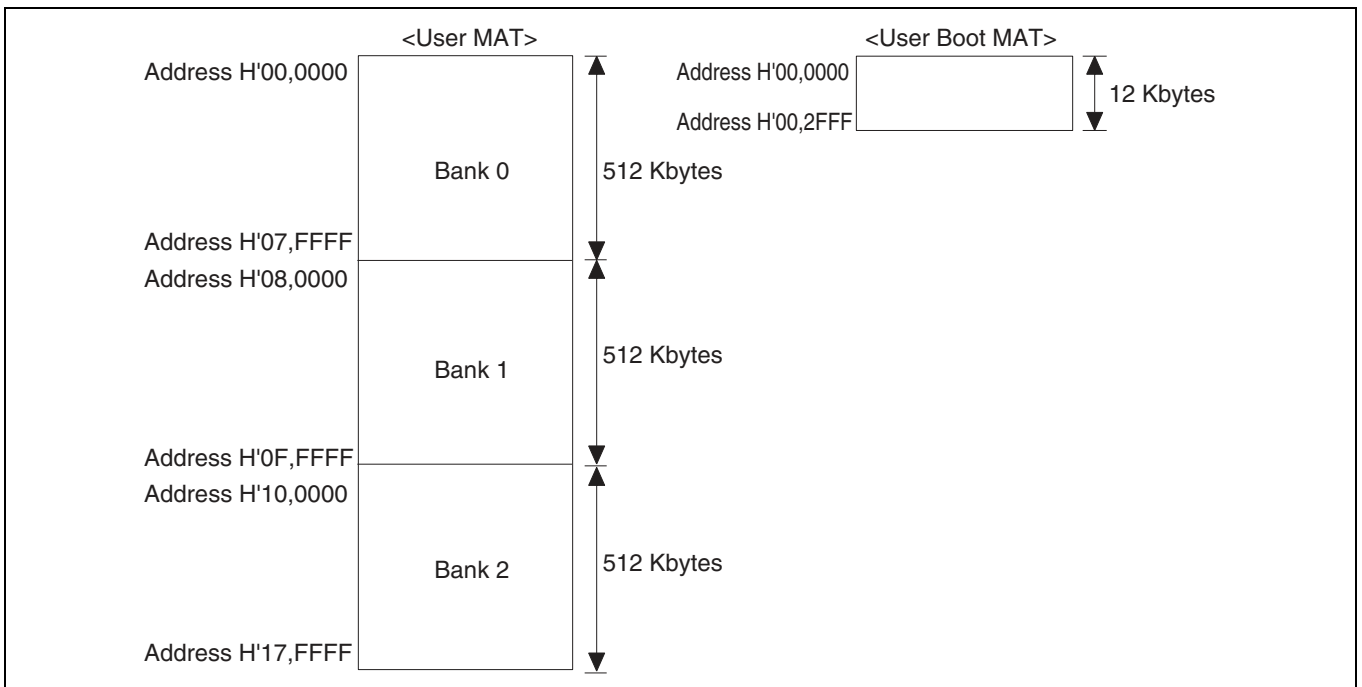 <User MAT>
Address H'00,0000
Bank 0
512 Kbytes
Address H'07,FFFF
Address H'08,0000
Bank 1
512 Kbytes
Address H'0F,FFFF
Address H'10,0000
Bank 2
512 Kbytes
Address H'17,FFFF
<User Boot MAT>
Address H'00,0000
12 Kbytes
Address H'00,2FFF